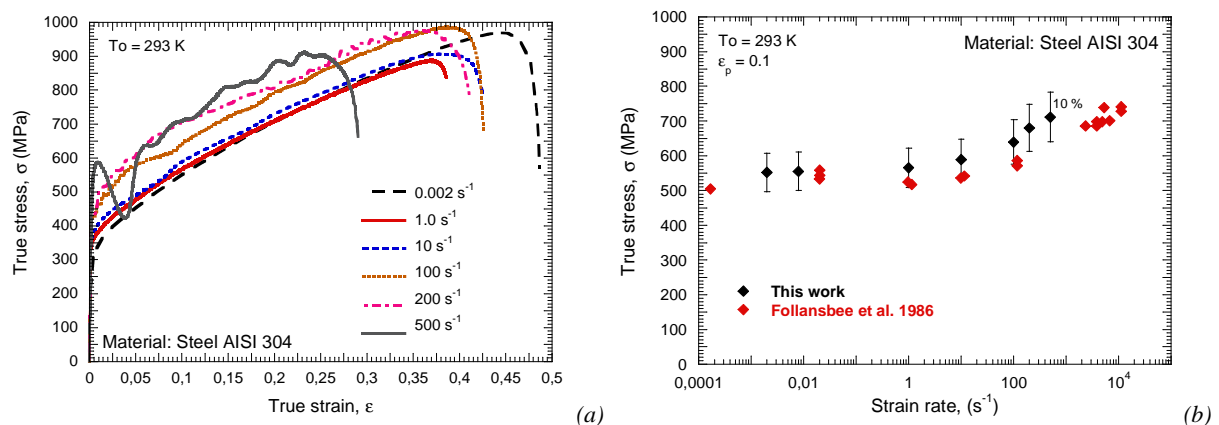 1000
900
800
700
600
500
400
300
200
100
0
True stress, σ (MPa)
To = 293 K
0.002 s⁻¹
1.0 s⁻¹
10 s⁻¹
100 s⁻¹
200 s⁻¹
500 s⁻¹
Material: Steel AISI 304
0 0,05 0,1 0,15 0,2 0,25 0,3 0,35 0,4 0,45 0,5
True strain, ε
(a)
1000
900
800
700
600
500
400
300
200
100
0
True stress, σ (MPa)
To = 293 K
Material: Steel AISI 304
εp = 0.1
10 %
This work
Follansbee et al. 1986
0,0001 0,01 1 100 10⁴
Strain rate, (s⁻¹)
(b)